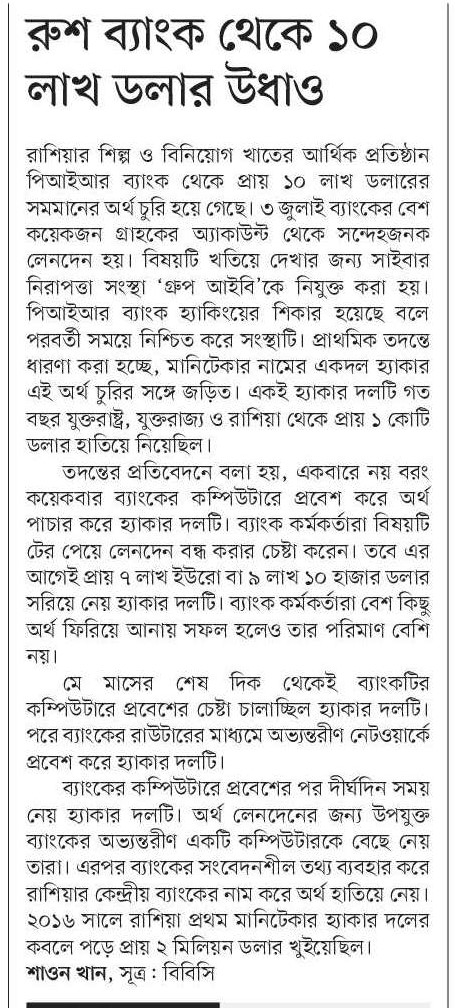 রুশ ব্যাংক থেকে ১০
লাখ ডলার উধাও
রাশিয়ার শিল্প ও বিনিয়োগ খাতের আর্থিক প্রতিষ্ঠান
পিআইআর ব্যাংক থেকে প্রায় ১০ লাখ ডলারের
সমমানের অর্থ চুরি হয়ে গেছে। ৩ জুলাই ব্যাংকের বেশ
কয়েকজন গ্রাহকের অ্যাকাউন্ট থেকে সন্দেহজনক
লেনদেন হয়। বিষয়টি খতিয়ে দেখার জন্য সাইবার
নিরাপত্তা সংস্থা ‘গ্রুপ আইবি’কে নিযুক্ত করা হয়।
পিআইআর ব্যাংক হ্যাকিংয়ের শিকার হয়েছে বলে
পরবর্তী সময়ে নিশ্চিত করে সংস্থাটি। প্রাথমিক তদন্তে
ধারণা করা হচ্ছে, মানিটেকার নামের একদল হ্যাকার
এই অর্থ চুরির সঙ্গে জড়িত। একই হ্যাকার দলটি গত
বছর যুক্তরাষ্ট্র, যুক্তরাজ্য ও রাশিয়া থেকে প্রায় ১ কোটি
ডলার হাতিয়ে নিয়েছিল।
তদন্তের প্রতিবেদনে বলা হয়, একবারে নয় বরং
কয়েকবার ব্যাংকের কম্পিউটারে প্রবেশ করে অর্থ
পাচার করে হ্যাকার দলটি। ব্যাংক কর্মকর্তারা বিষয়টি
টের পেয়ে লেনদেন বন্ধ করার চেষ্টা করেন। তবে এর
আগেই প্রায় ৭ লাখ ইউরো বা ৯ লাখ ১০ হাজার ডলার
সরিয়ে নেয় হ্যাকার দলটি। ব্যাংক কর্মকর্তারা বেশ কিছু
অর্থ ফিরিয়ে আনায় সফল হলেও তার পরিমাণ বেশি
নয়।
মে মাসের শেষ দিক থেকেই ব্যাংকটির
কম্পিউটারে প্রবেশের চেষ্টা চালাচ্ছিল হ্যাকার দলটি।
পরে ব্যাংকের রাউটারের মাধ্যমে অভ্যন্তরীণ নেটওয়ার্কে
প্রবেশ করে হ্যাকার দলটি।
ব্যাংকের কম্পিউটারে প্রবেশের পর দীর্ঘদিন সময়
নেয় হ্যাকার দলটি। অর্থ লেনদেনের জন্য উপযুক্ত
ব্যাংকের অভ্যন্তরীণ একটি কম্পিউটারকে বেছে নেয়
তারা। এরপর ব্যাংকের সংবেদনশীল তথ্য ব্যবহার করে
রাশিয়ার কেন্দ্রীয় ব্যাংকের নাম করে অর্থ হাতিয়ে নেয়।
২০১৬ সালে রাশিয়া প্রথম মানিটেকার হ্যাকার দলের
কবলে পড়ে প্রায় ২ মিলিয়ন ডলার খুইয়েছিল।
শাওন খান, সূত্র : বিবিসি